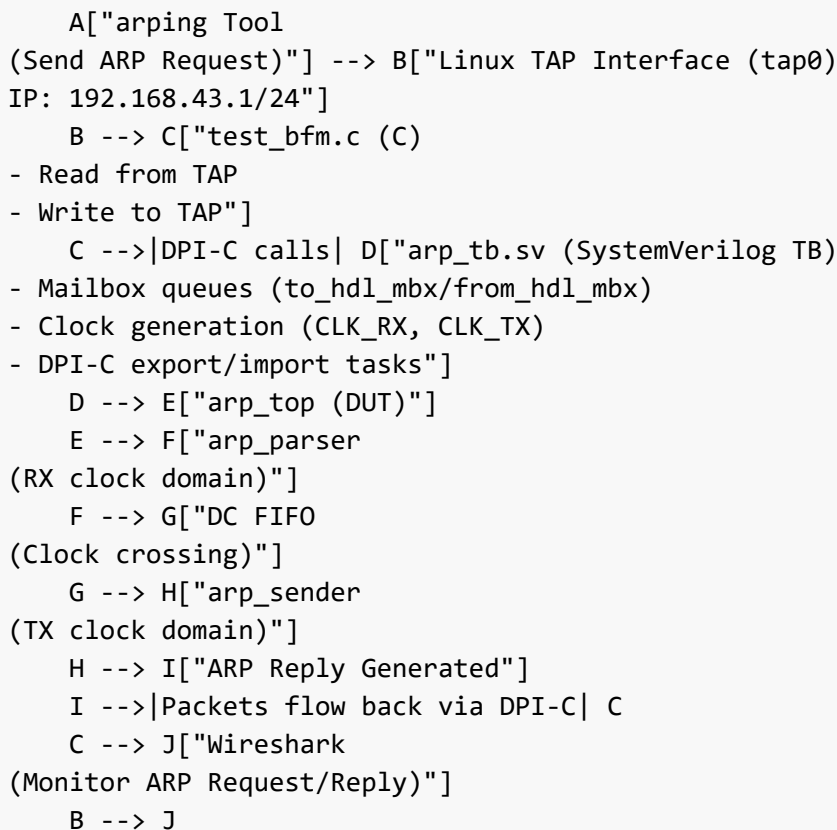 A["arping Tool
(Send ARP Request)"] --> B["Linux TAP Interface (tap0)
IP: 192.168.43.1/24"]
    B --> C["test_bfm.c (C)
- Read from TAP
- Write to TAP"]
    C -->|DPI-C calls| D["arp_tb.sv (SystemVerilog TB)
- Mailbox queues (to_hdl_mbx/from_hdl_mbx)
- Clock generation (CLK_RX, CLK_TX)
- DPI-C export/import tasks"]
    D --> E["arp_top (DUT)"]
    E --> F["arp_parser
(RX clock domain)"]
    F --> G["DC FIFO
(Clock crossing)"]
    G --> H["arp_sender
(TX clock domain)"]
    H --> I["ARP Reply Generated"]
    I -->|Packets flow back via DPI-C| C
    C --> J["Wireshark
(Monitor ARP Request/Reply)"]
    B --> J